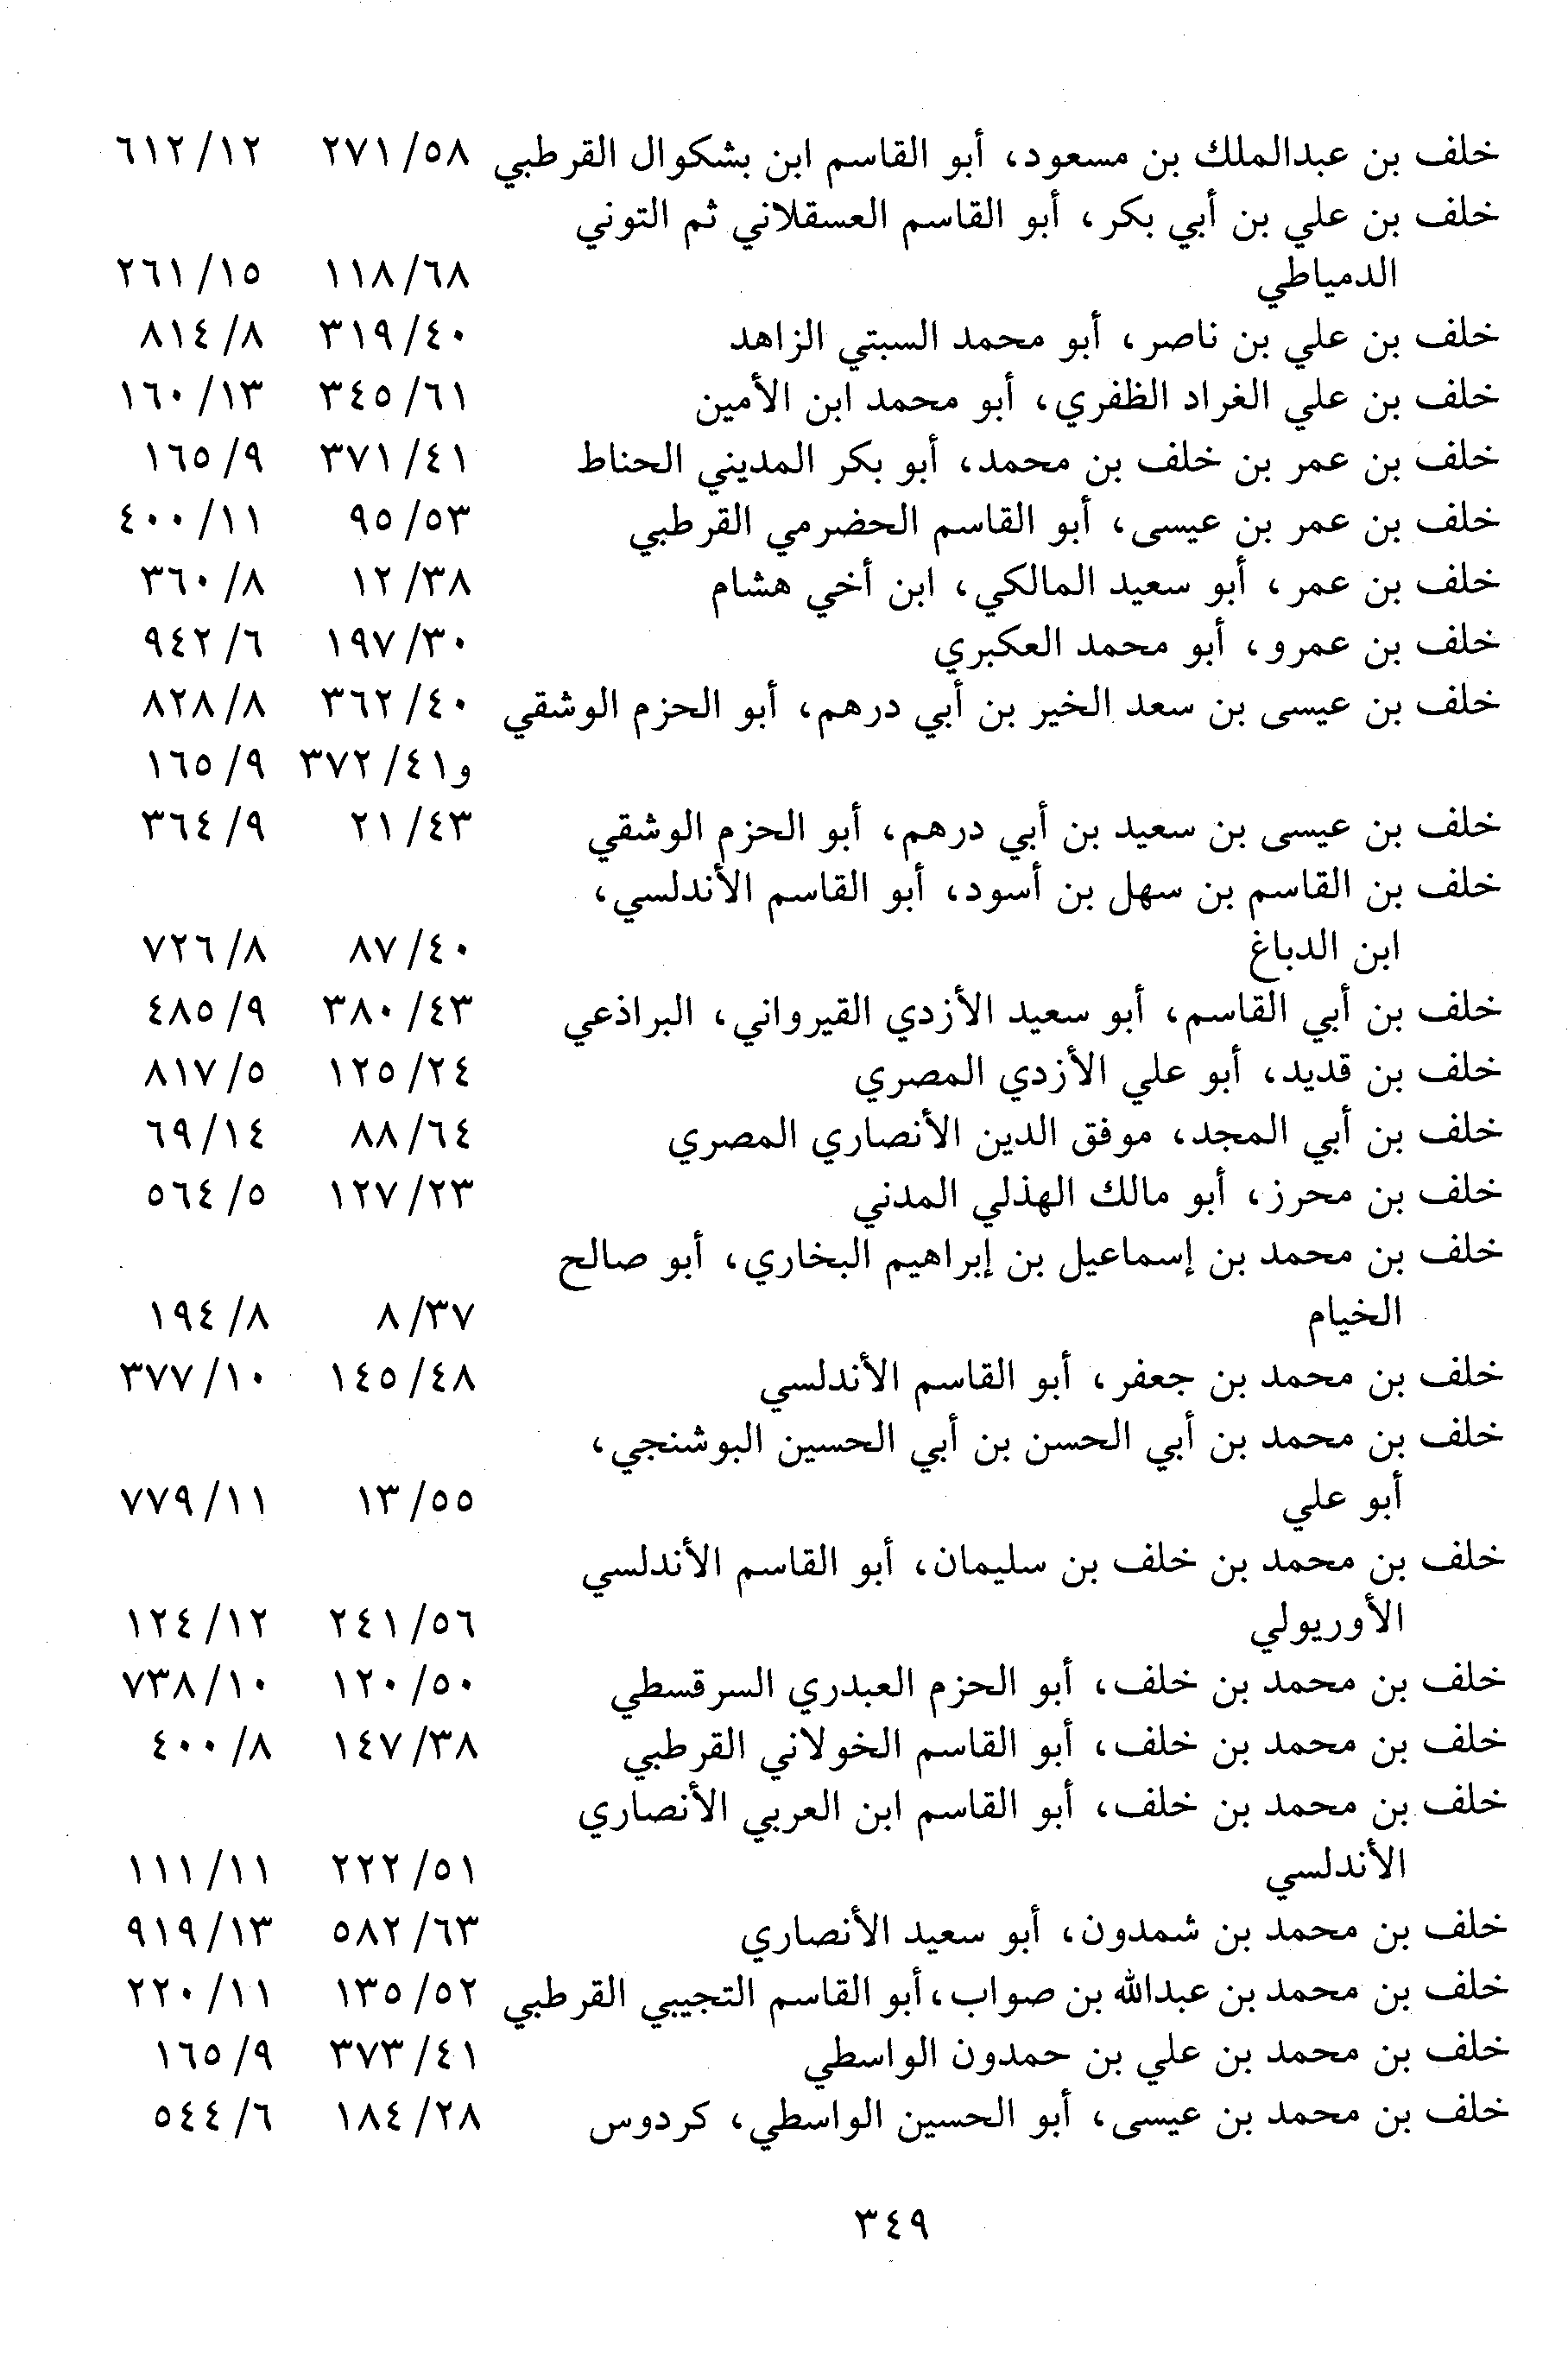 خلف بن عبدالملك بن مسعود، أبو القاسم ابن بشكوال القرطبي ٥٨/ ٢٧١ ١٢/ ٦١٢
خلف بن علي بن أبي بكر، أبو القاسم العسقلاني ثم التوني
الدمياطي ٦٨/ ١١٨ ١٥/ ٢٦١
خلف بن علي بن ناصر، أبو محمد السبتي الزاهد ٤٠/ ٣١٩ ٨/ ٨١٤
خلف بن علي الغراد الظفري، أبو محمد ابن الأمين ٦١/ ٣٤٥ ١٣/ ١٦٠
خلف بن عمر بن خلف بن محمد، أبو بكر المديني الحناط ٤١/ ٣٧١ ٩/ ١٦٥
خلف بن عمر بن عيسى، أبو القاسم الحضرمي القرطبي ٥٣/ ٩٥ ١١/ ٤٠٠
خلف بن عمر، أبو سعيد المالكي، ابن أخي هشام ٣٨/ ١٢ ٨/ ٣٦٠
خلف بن عمرو، أبو محمد العكبري ٣٠/ ١٩٧ ٦/ ٩٤٢
خلف بن عيسى بن سعد الخير بن أبي درهم، أبو الحزم الوشقي ٤٠/ ٣٦٢ ٨/ ٨٢٨
و٤١/ ٣٧٢ ٩/ ١٦٥
خلف بن عيسى بن سعيد بن أبي درهم، أبو الحزم الوشقي ٤٣/ ٢١ ٩/ ٣٦٤
خلف بن القاسم بن سهل بن أسود، أبو القاسم الأندلسي،
ابن الدباغ ٤٠/ ٨٧ ٨/ ٧٢٦
خلف بن أبي القاسم، أبو سعيد الأزدي القيرواني، البراذعي ٤٣/ ٣٨٠ ٩/ ٤٨٥
خلف بن قديد، أبو علي الأزدي المصري ٢٤/ ١٢٥ ٥/ ٨١٧
خلف بن أبي المجد، موفق الدين الأنصاري المصري ٦٤/ ٨٨ ١٤/ ٦٩
خلف بن محرز، أبو مالك الهذلي المدني ٢٣/ ١٢٧ ٥/ ٥٦٤
خلف بن محمد بن إسماعيل بن إبراهيم البخاري، أبو صالح
الخيام ٣٧/ ٨ ٨/ ١٩٤
خلف بن محمد بن جعفر، أبو القاسم الأندلسي ٤٨/ ١٤٥ ١٠/ ٣٧٧
خلف بن محمد بن أبي الحسن بن أبي الحسين البوشنجي،
أبو علي ٥٥/ ١٣ ١١/ ٧٧٩
خلف بن محمد بن خلف بن سليمان، أبو القاسم الأندلسي
الأوريولي ٥٦/ ٢٤١ ١٢/ ١٢٤
خلف بن محمد بن خلف، أبو الحزم العبدري السرقسطي ٥٠/ ١٢٠ ١٠/ ٧٣٨
خلف بن محمد بن خلف، أبو القاسم الخولاني القرطبي ٣٨/ ١٤٧ ٨/ ٤٠٠
خلف بن محمد بن خلف، أبو القاسم ابن العربي الأنصاري
الأندلسي ٥١/ ٢٢٢ ١١/ ١١١
خلف بن محمد بن شمدون، أبو سعيد الأنصاري ٦٣/ ٥٨٢ ١٣/ ٩١٩
خلف بن محمد بن عبدالله بن صواب، أبو القاسم التجيبي القرطبي ٥٢/ ١٣٥ ١١/ ٢٢٠
خلف بن محمد بن علي بن حمدون الواسطي ٤١/ ٣٧٣ ٩/ ١٦٥
خلف بن محمد بن عيسى، أبو الحسين الواسطي، كردوس ٢٨/ ١٨٤ ٦/ ٥٤٤
٣٤٩